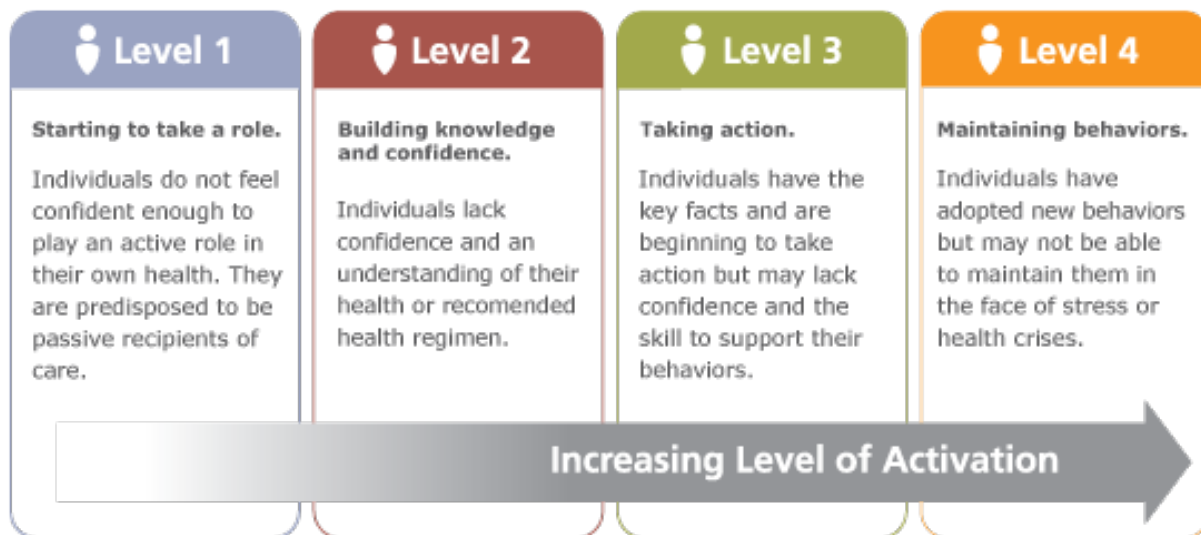 Level 1
Starting to take a role.
Individuals do not feel
confident enough to
play an active role in
their own health. They
are predisposed to be
passive recipients of
care.
Level 2
Building knowledge
and confidence.
Individuals lack
confidence and an
understanding of their
health or recomended
health regimen.
Level 3
Taking action.
Individuals have the
key facts and are
beginning to take
action but may lack
confidence and the
skill to support their
behaviors.
Level 4
Maintaining behaviors.
Individuals have
adopted new behaviors
but may not be able
to maintain them in
the face of stress or
health crises.
Increasing Level of Activation